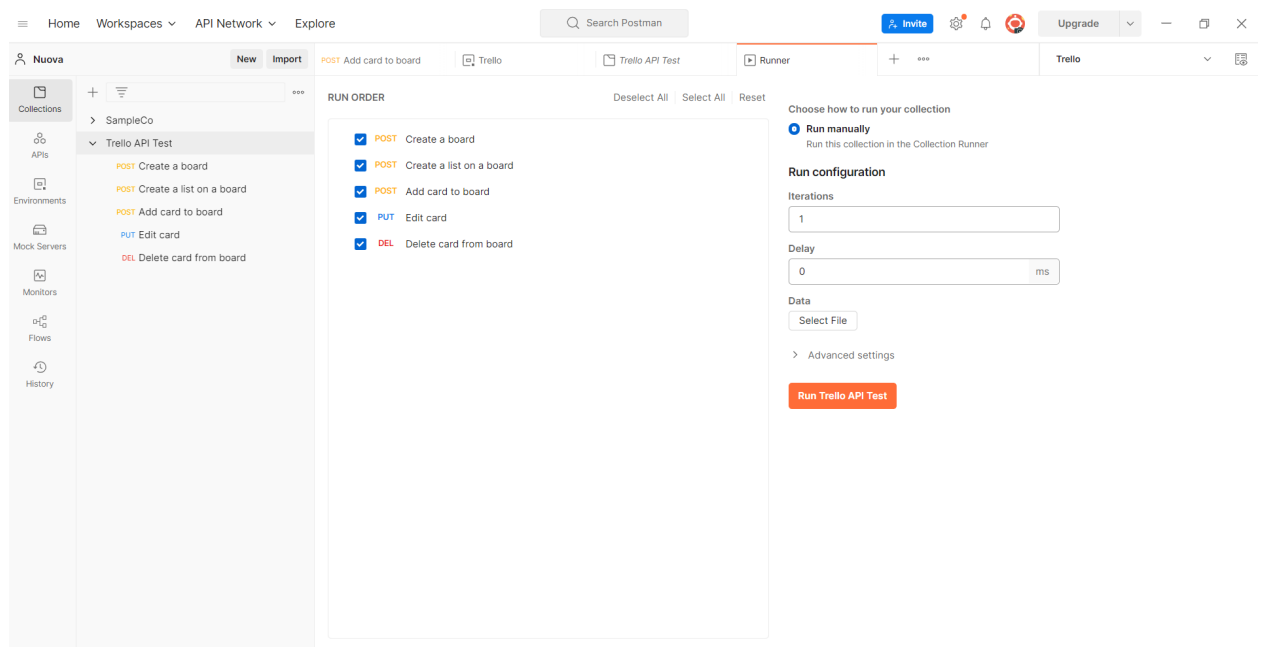 Home Workspaces API Network Explore Search Postman Invite Upgrade
Nuova New Import POST Add card to board Trello Trello API Test Runner Trello
Collections
APIs
Environments
Mock Servers
Monitors
Flows
History
SampleCo
Trello API Test
POST Create a board
POST Create a list on a board
POST Add card to board
PUT Edit card
DEL Delete card from board
RUN ORDER Deselect All Select All Reset
POST Create a board
POST Create a list on a board
POST Add card to board
PUT Edit card
DEL Delete card from board
Choose how to run your collection
Run manually
Run this collection in the Collection Runner
Run configuration
Iterations
1
Delay
0 ms
Data
Select File
Advanced settings
Run Trello API Test